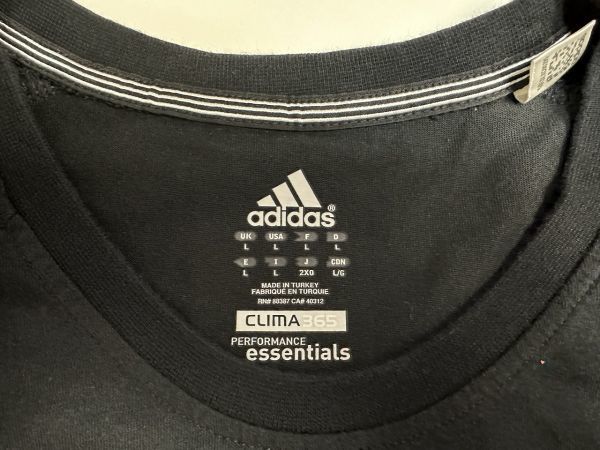 adidas®
UK USA F D
L L L L
E I J CDN
L L 2XO L/G
MADE IN TURKEY
FABRIQUE EN TURQUIE
RN# 88387 CA# 40312
CLIMA365
PERFORMANCE
essentials